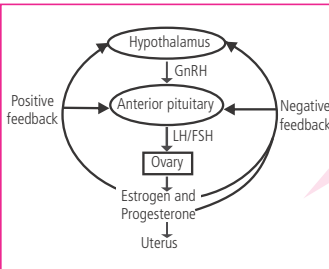 Hypothalamus
GnRH
Positive
feedback
Anterior pituitary
Negative
feedback
LH/FSH
Ovary
Estrogen and
Progesterone
Uterus